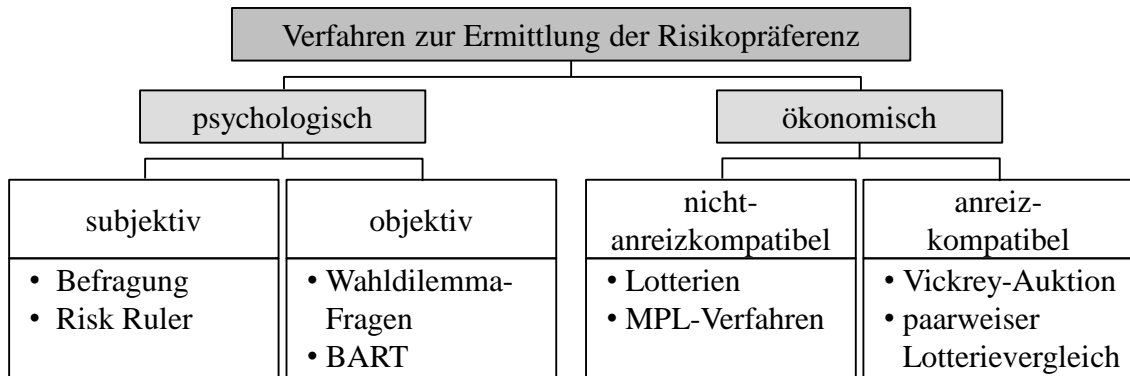 Verfahren zur Ermittlung der Risikopräferenz
psychologisch
ökonomisch
subjektiv
• Befragung
• Risk Ruler
objektiv
• Wahldilemma-
Fragen
• BART
nicht-
anreizkompatibel
• Lotterien
• MPL-Verfahren
anreiz-
kompatibel
• Vickrey-Auktion
• paarweiser
Lotterievergleich